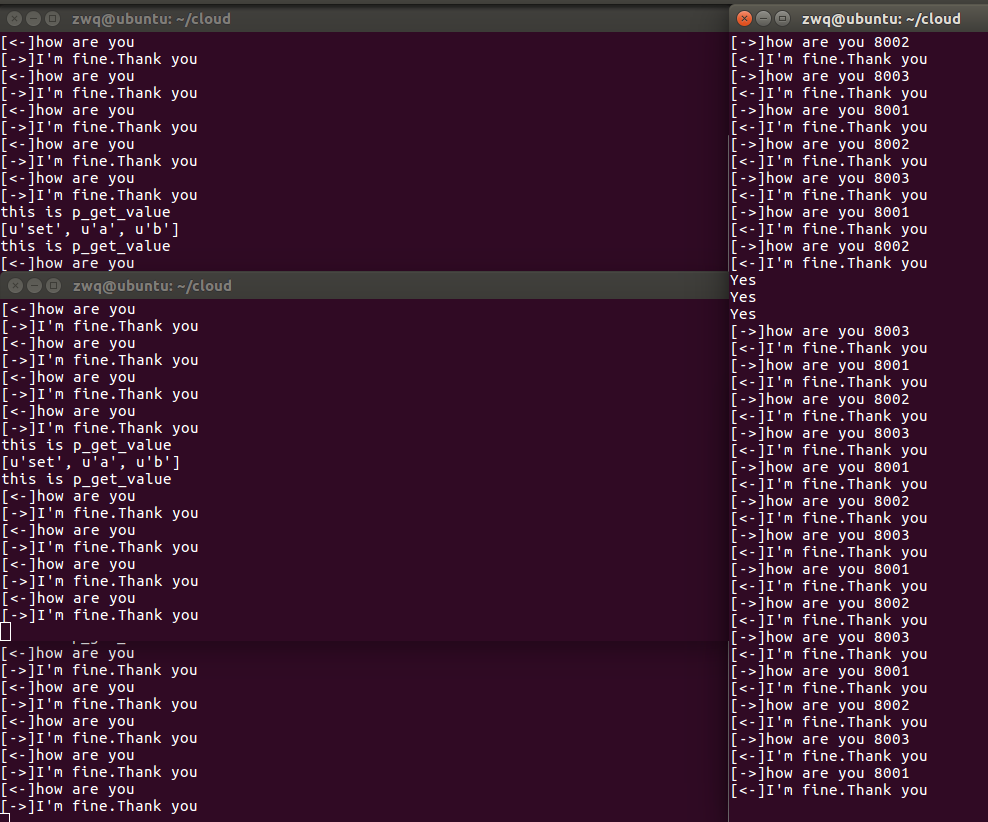 zwq@ubuntu: ~/cloud
[<-]how are you
[->]I'm fine.Thank you
[<-]how are you
[->]I'm fine.Thank you
[<-]how are you
[->]I'm fine.Thank you
[<-]how are you
[->]I'm fine.Thank you
[<-]how are you
[->]I'm fine.Thank you
this is p_get_value
[u'set', u'a', u'b']
this is p_get_value
[<-]how are you
zwq@ubuntu: ~/cloud
[<-]how are you
[->]I'm fine.Thank you
[<-]how are you
[->]I'm fine.Thank you
[<-]how are you
[->]I'm fine.Thank you
[<-]how are you
[->]I'm fine.Thank you
this is p_get_value
[u'set', u'a', u'b']
this is p_get_value
[<-]how are you
[->]I'm fine.Thank you
[<-]how are you
[->]I'm fine.Thank you
[<-]how are you
[->]I'm fine.Thank you
[<-]how are you
[->]I'm fine.Thank you
[<-]how are you
[->]I'm fine.Thank you
[<-]how are you
[->]I'm fine.Thank you
[<-]how are you
[->]I'm fine.Thank you
[<-]how are you
[->]I'm fine.Thank you
[<-]how are you
[->]I'm fine.Thank you
zwq@ubuntu: ~/cloud
[->]how are you 8002
[<-]I'm fine.Thank you
[->]how are you 8003
[<-]I'm fine.Thank you
[->]how are you 8001
[<-]I'm fine.Thank you
[->]how are you 8002
[<-]I'm fine.Thank you
[->]how are you 8003
[<-]I'm fine.Thank you
[->]how are you 8001
[<-]I'm fine.Thank you
[->]how are you 8002
[<-]I'm fine.Thank you
Yes
Yes
Yes
[->]how are you 8003
[<-]I'm fine.Thank you
[->]how are you 8001
[<-]I'm fine.Thank you
[->]how are you 8002
[<-]I'm fine.Thank you
[->]how are you 8003
[<-]I'm fine.Thank you
[->]how are you 8001
[<-]I'm fine.Thank you
[->]how are you 8002
[<-]I'm fine.Thank you
[->]how are you 8003
[<-]I'm fine.Thank you
[->]how are you 8001
[<-]I'm fine.Thank you
[->]how are you 8002
[<-]I'm fine.Thank you
[->]how are you 8003
[<-]I'm fine.Thank you
[->]how are you 8001
[<-]I'm fine.Thank you
[->]how are you 8002
[<-]I'm fine.Thank you
[->]how are you 8003
[<-]I'm fine.Thank you
[->]how are you 8001
[<-]I'm fine.Thank you